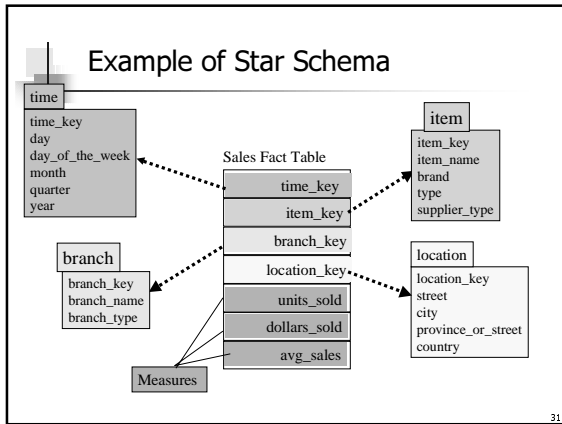 Example of Star Schema
time
time_key
day
day_of_the_week
month
quarter
year
item
item_key
item_name
brand
type
supplier_type
Sales Fact Table
time_key
item_key
branch_key
location_key
units_sold
dollars_sold
avg_sales
branch
branch_key
branch_name
branch_type
location
location_key
street
city
province_or_street
country
Measures
31